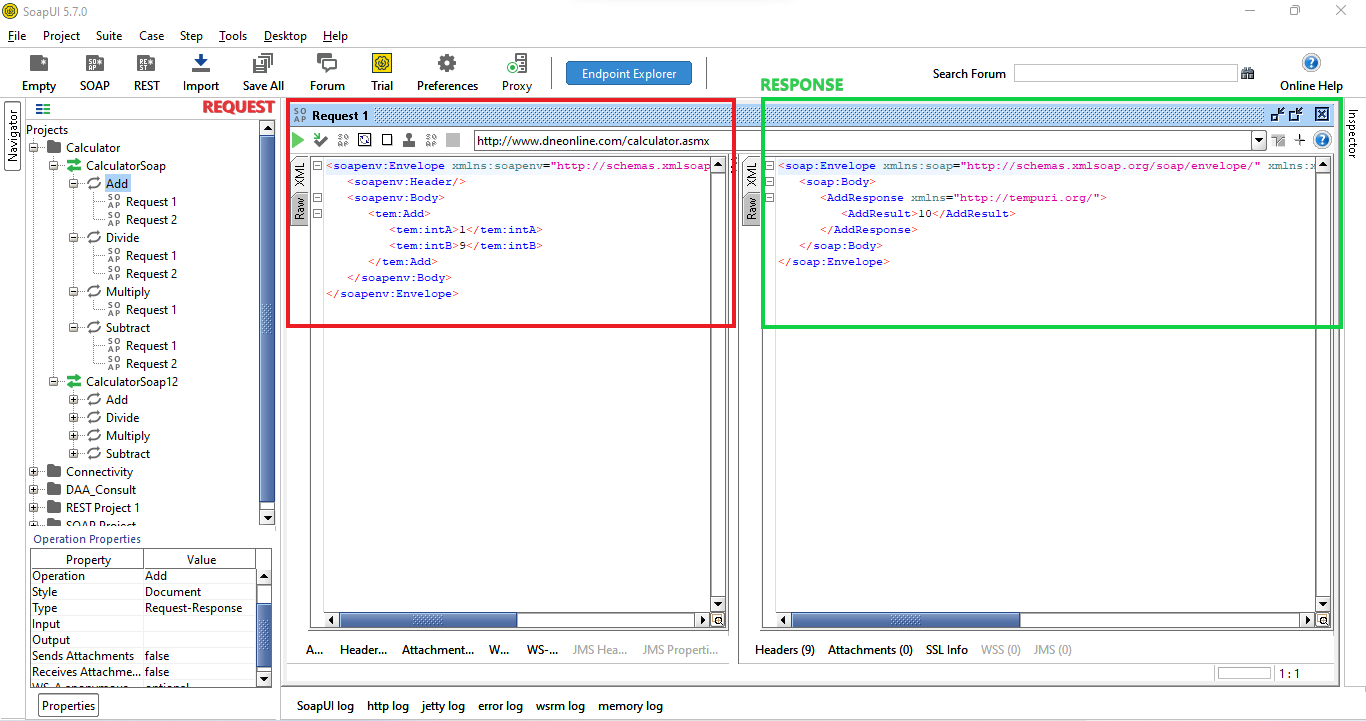 SoapUI 5.7.0
File Project Suite Case Step Tools Desktop Help
Empty SOAP REST Import Save All Forum Trial Preferences Proxy Endpoint Explorer Search Forum Online Help
REQUEST
RESPONSE
Navigator
Inspector
Projects
Calculator
CalculatorSoap
Add
Request 1
Request 2
Divide
Request 1
Request 2
Multiply
Request 1
Subtract
Request 1
Request 2
CalculatorSoap12
Add
Divide
Multiply
Subtract
Connectivity
DAA_Consult
REST Project 1
SOAP Project
Operation Properties
Property Value
Operation Add
Style Document
Type Request-Response
Input
Output
Sends Attachments false
Receives Attachme... false
WS-A anonymous optional
Properties
SOAP Request 1
http://www.dneonline.com/calculator.asmx
XML
Raw
<soapenv:Envelope xmlns:soapenv="http://schemas.xmlsoap
<soapenv:Header/>
<soapenv:Body>
<tem:Add>
<tem:intA>1</tem:intA>
<tem:intB>9</tem:intB>
</tem:Add>
</soapenv:Body>
</soapenv:Envelope>
A... Header... Attachment... W... WS-... JMS Hea... JMS Properti...
XML
Raw
<soap:Envelope xmlns:soap="http://schemas.xmlsoap.org/soap/envelope/" xmlns:x
<soap:Body>
<AddResponse xmlns="http://tempuri.org/">
<AddResult>10</AddResult>
</AddResponse>
</soap:Body>
</soap:Envelope>
Headers (9) Attachments (0) SSL Info WSS (0) JMS (0)
1 : 1
SoapUI log http log jetty log error log wsrm log memory log